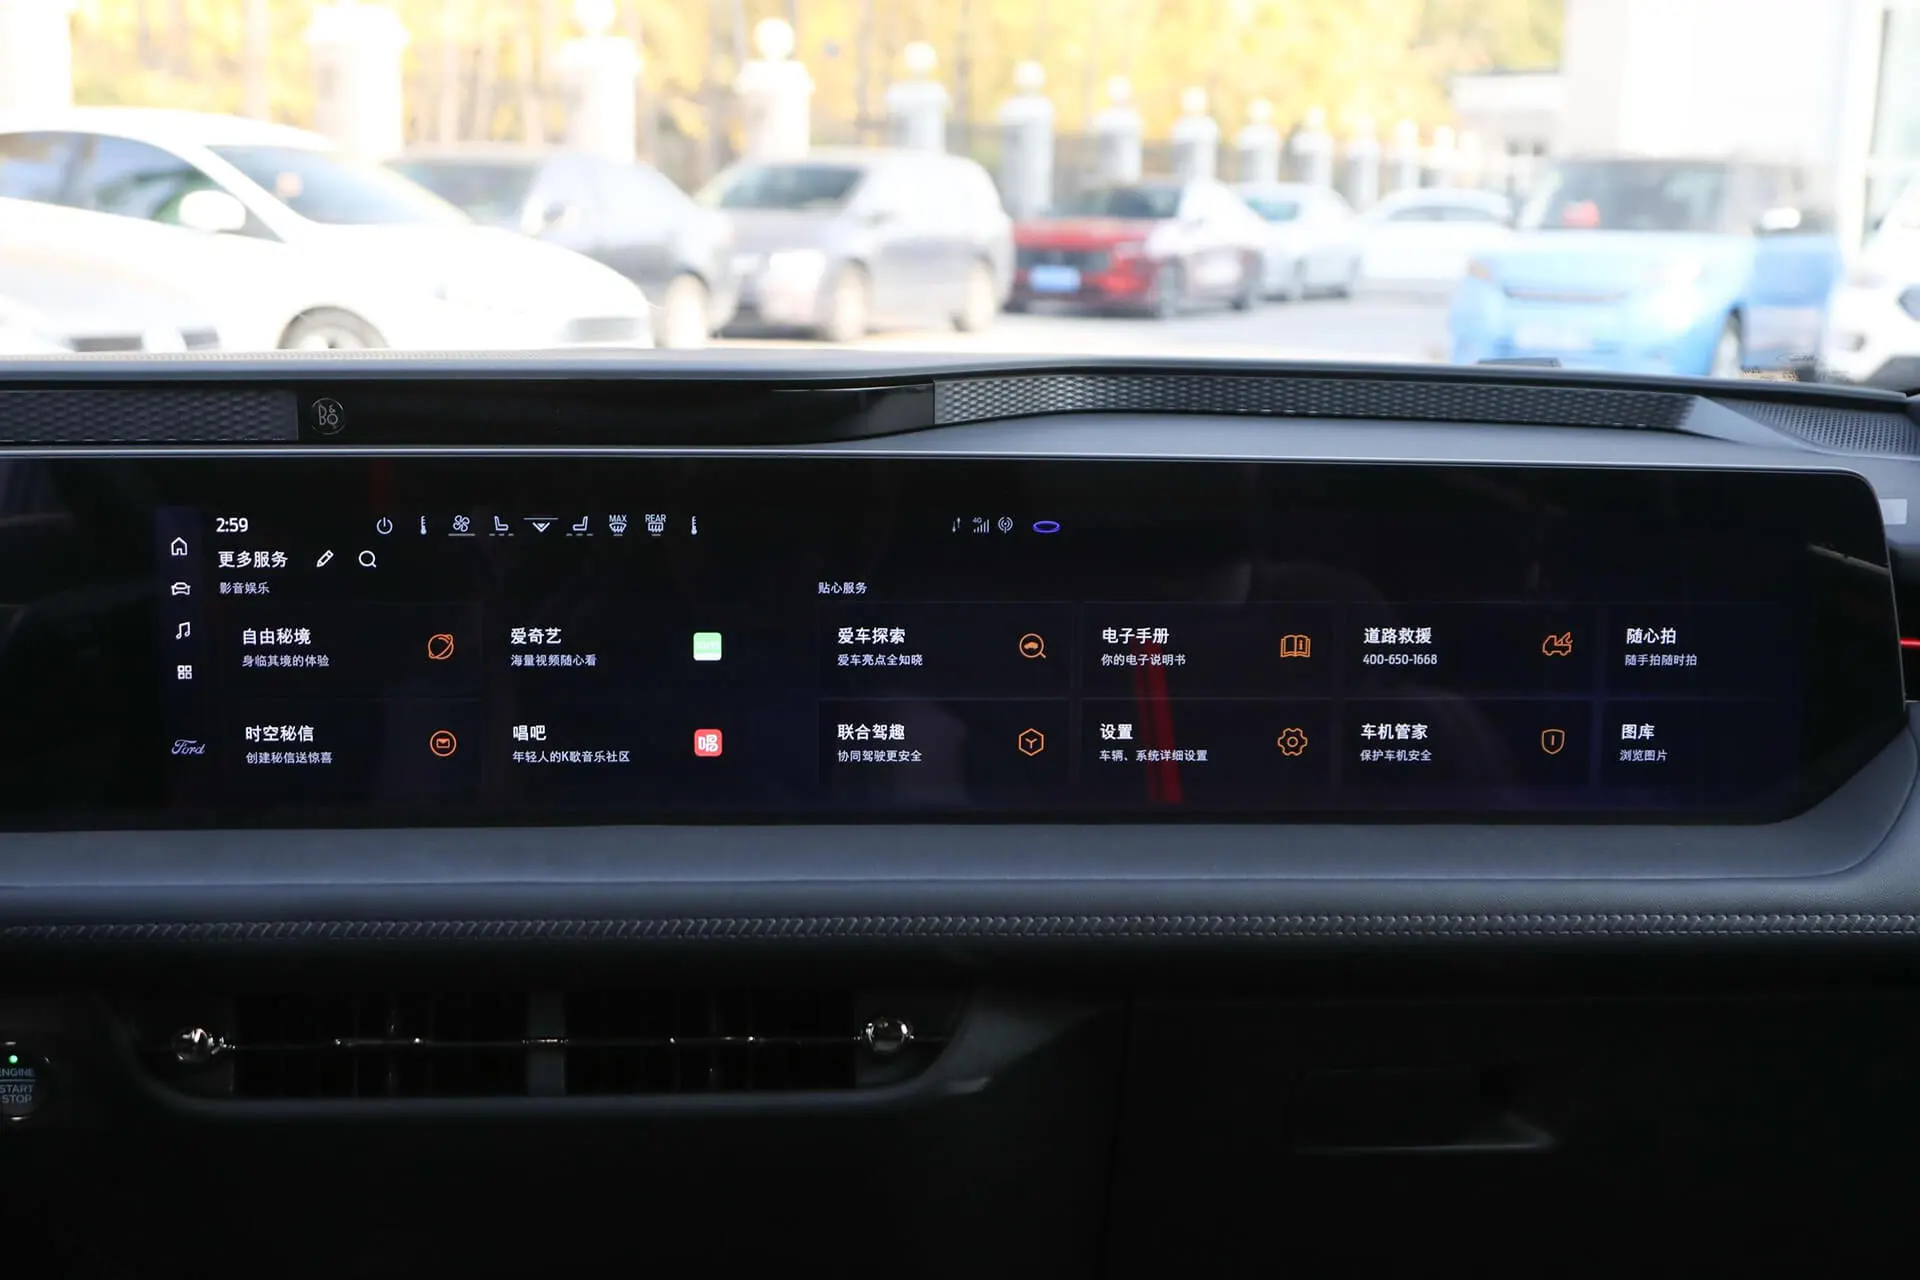 B&O
2:59
MAX
REAR
4G
更多服务
影音娱乐
贴心服务
自由秘境
身临其境的体验
爱奇艺
海量视频随心看
爱车探索
爱车亮点全知晓
电子手册
你的电子说明书
道路救援
400-650-1668
随心拍
随手拍随时拍
时空秘信
创建秘信送惊喜
唱吧
年轻人的K歌音乐社区
唱
联合驾趣
协同驾驶更安全
设置
车辆、系统详细设置
车机管家
保护车机安全
图库
浏览图片
Ford
ENGINE
START
STOP